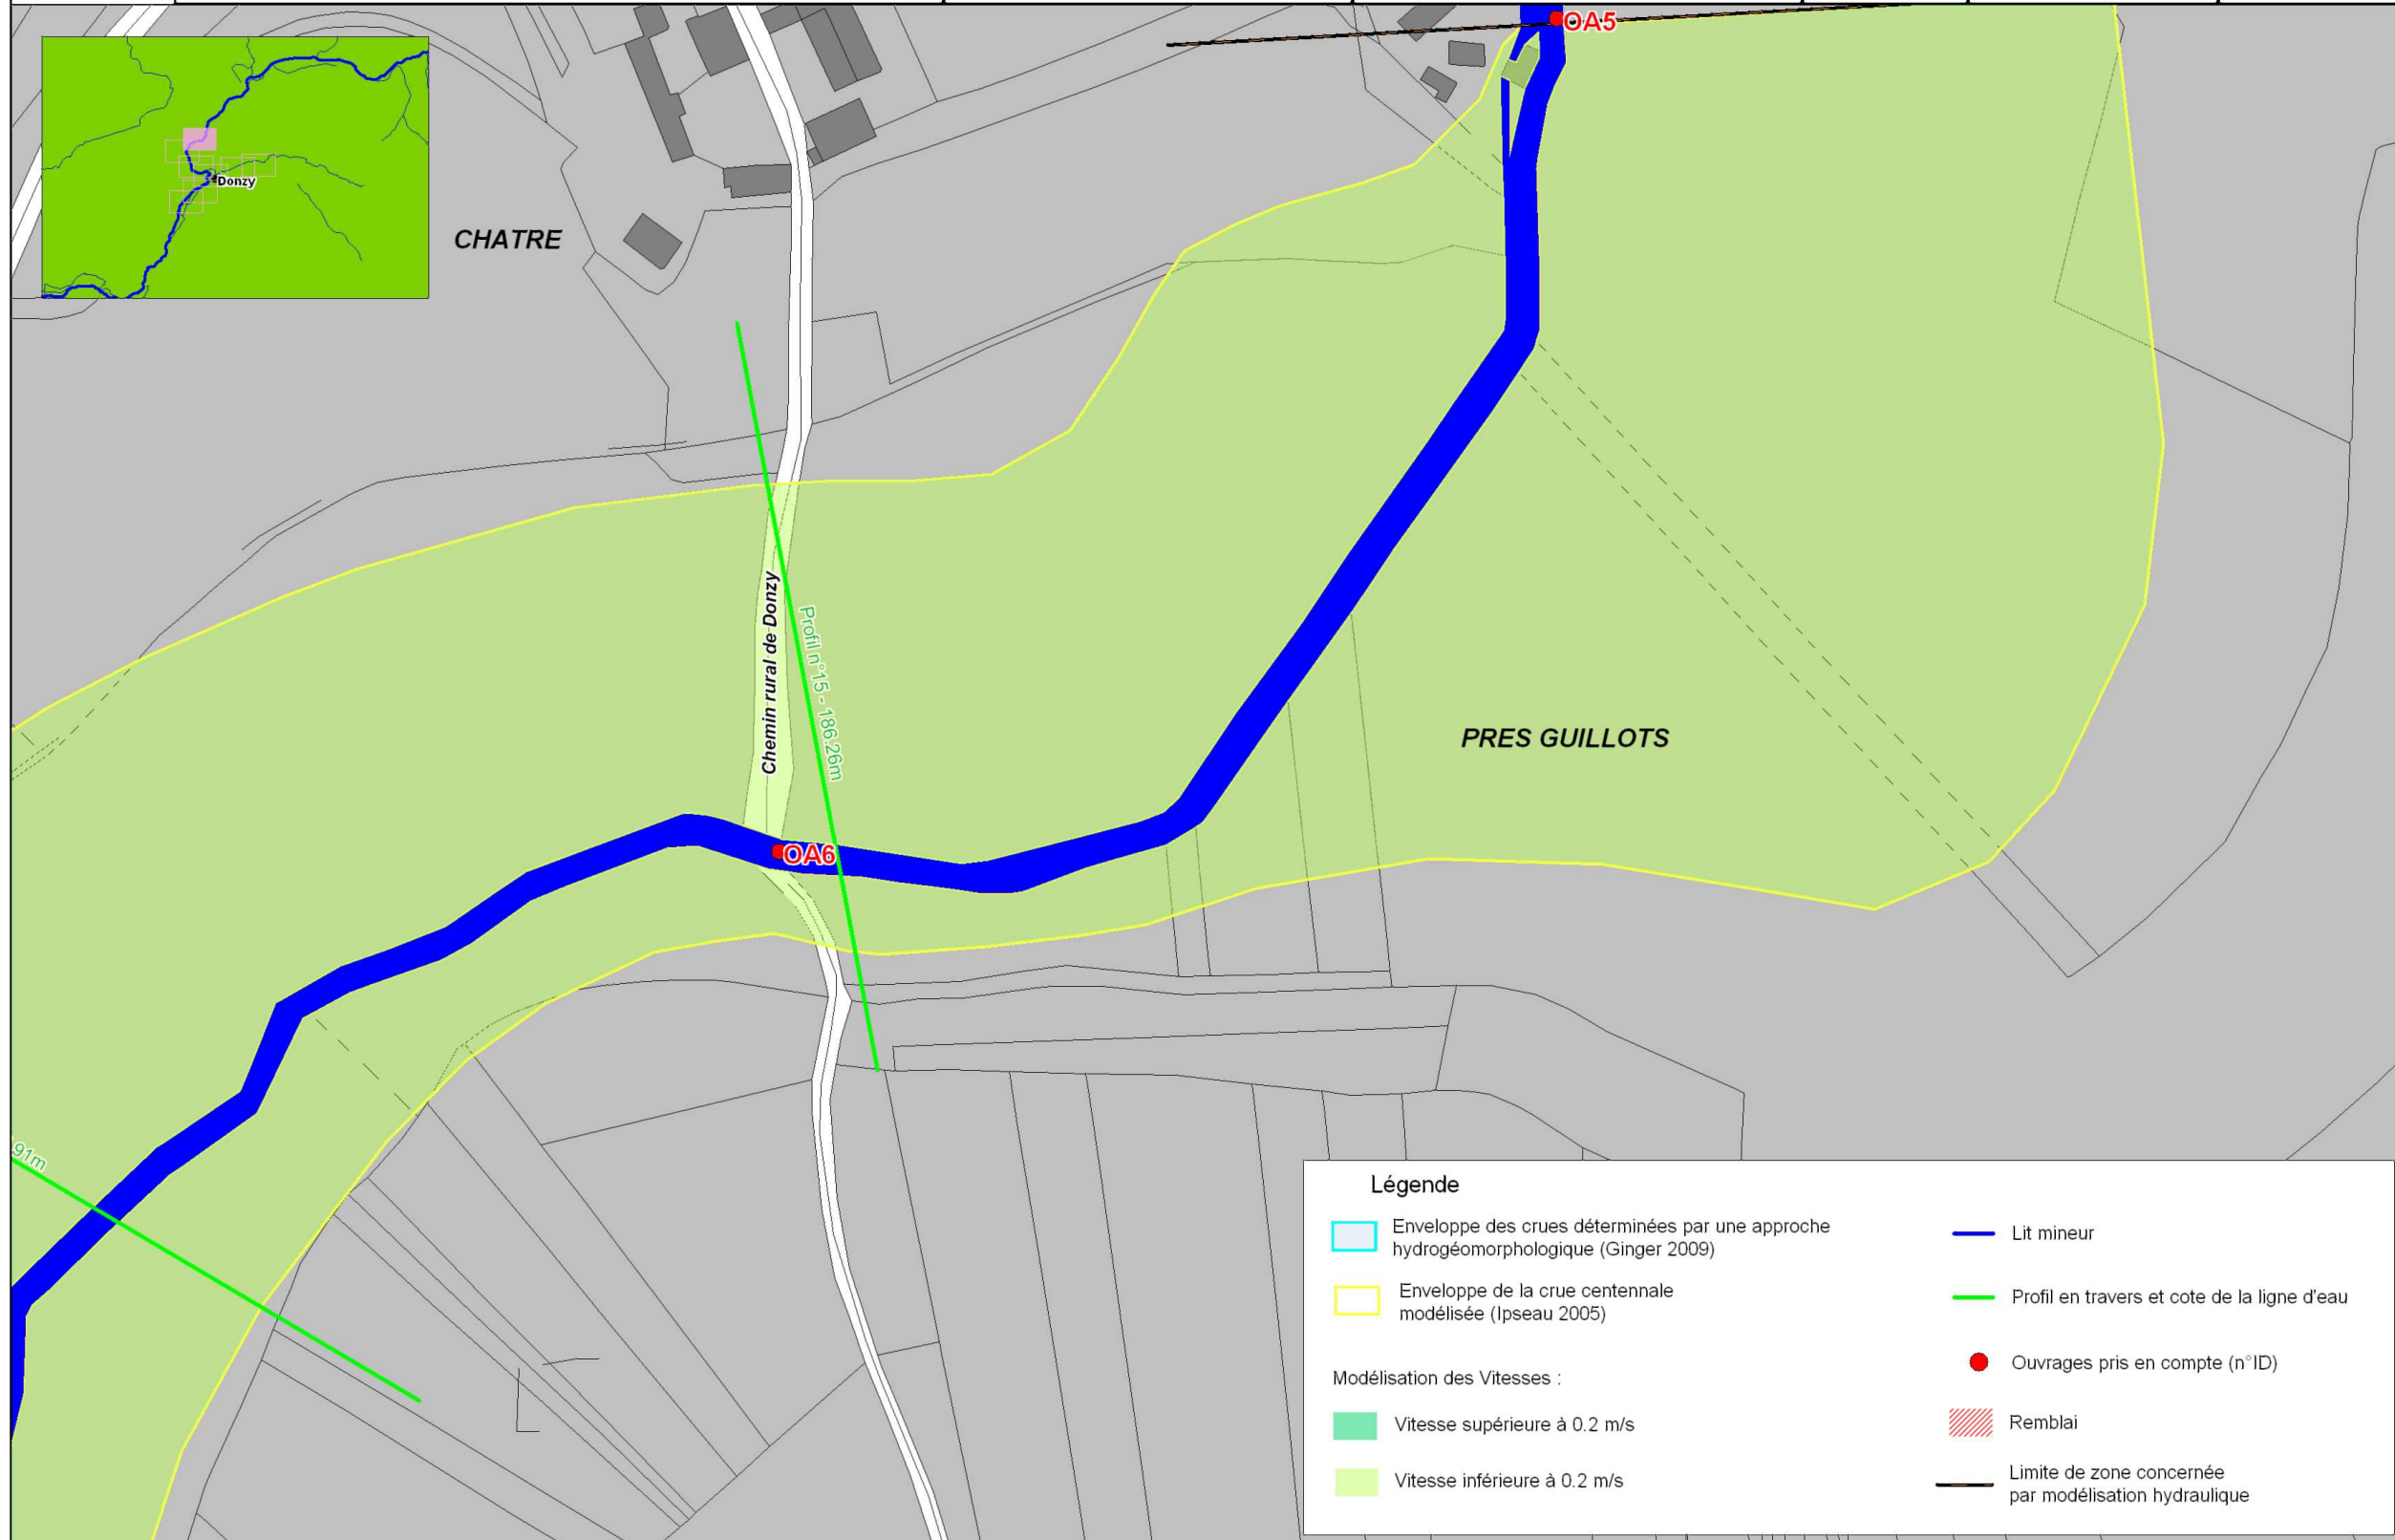 OA5
Donzy
CHATRE
Chemin rural de Donzy
Profil n°15 - 186.26m
PRES GUILLOTS
OA6
91m
Légende
Enveloppe des crues déterminées par une approche
hydrogéomorphologique (Ginger 2009)
Enveloppe de la crue centennale
modélisée (Ipseau 2005)
Modélisation des Vitesses :
Vitesse supérieure à 0.2 m/s
Vitesse inférieure à 0.2 m/s
Lit mineur
Profil en travers et cote de la ligne d'eau
Ouvrages pris en compte (n°ID)
Remblai
Limite de zone concernée
par modélisation hydraulique